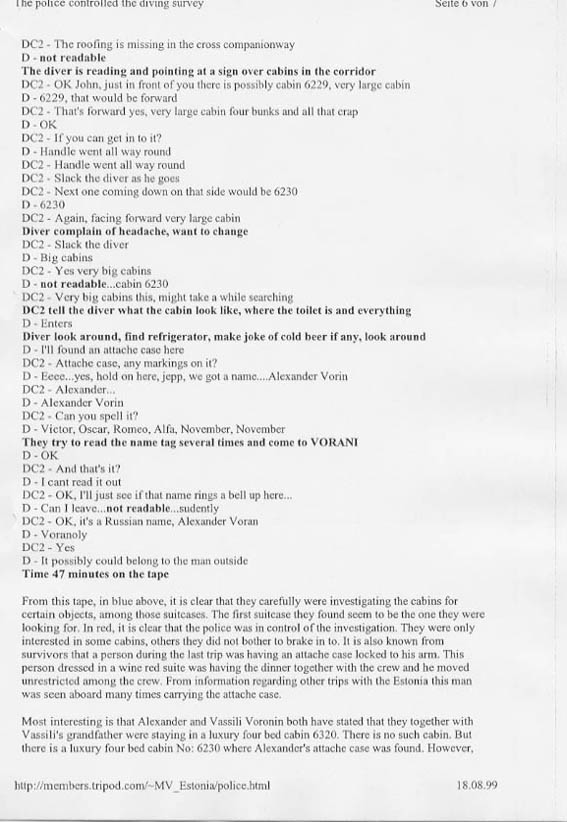 The police controlled the diving survey Seite 6 von 7
DC2 - The roofing is missing in the cross companionway
D - not readable
The diver is reading and pointing at a sign over cabins in the corridor
DC2 - OK John, just in front of you there is possibly cabin 6229, very large cabin
D - 6229, that would be forward
DC2 - That's forward yes, very large cabin four bunks and all that crap
D - OK
DC2 - If you can get in to it?
D - Handle went all way round
DC2 - Handle went all way round
DC2 - Slack the diver as he goes
DC2 - Next one coming down on that side would be 6230
D - 6230
DC2 - Again, facing forward very large cabin
Diver complain of headache, want to change
DC2 - Slack the diver
D - Big cabins
DC2 - Yes very big cabins
D - not readable...cabin 6230
DC2 - Very big cabins this, might take a while searching
DC2 tell the diver what the cabin look like, where the toilet is and everything
D - Enters
Diver look around, find refrigerator, make joke of cold beer if any, look around
D - I'll found an attache case here
DC2 - Attache case, any markings on it?
D - Eeee...yes, hold on here, jepp, we got a name....Alexander Vorin
DC2 - Alexander...
D - Alexander Vorin
DC2 - Can you spell it?
D - Victor, Oscar, Romeo, Alfa, November, November
They try to read the name tag several times and come to VORANI
D - OK
DC2 - And that's it?
D - I cant read it out
DC2 - OK, I'll just see if that name rings a bell up here...
D - Can I leave...not readable...sudently
DC2 - OK, it's a Russian name, Alexander Voran
D - Voranoly
DC2 - Yes
D - It possibly could belong to the man outside
Time 47 minutes on the tape
From this tape, in blue above, it is clear that they carefully were investigating the cabins for
certain objects, among those suitcases. The first suitcase they found seem to be the one they were
looking for. In red, it is clear that the police was in control of the investigation. They were only
interested in some cabins, others they did not bother to brake in to. It is also known from
survivors that a person during the last trip was having an attache case locked to his arm. This
person dressed in a wine red suite was having the dinner together with the crew and he moved
unrestricted among the crew. From information regarding other trips with the Estonia this man
was seen aboard many times carrying the attache case.
Most interesting is that Alexander and Vassili Voronin both have stated that they together with
Vassili's grandfather were staying in a luxury four bed cabin 6320. There is no such cabin. But
there is a luxury four bed cabin No: 6230 where Alexander's attache case was found. However,
http://members.tripod.com/~MV_Estonia/police.html 18.08.99